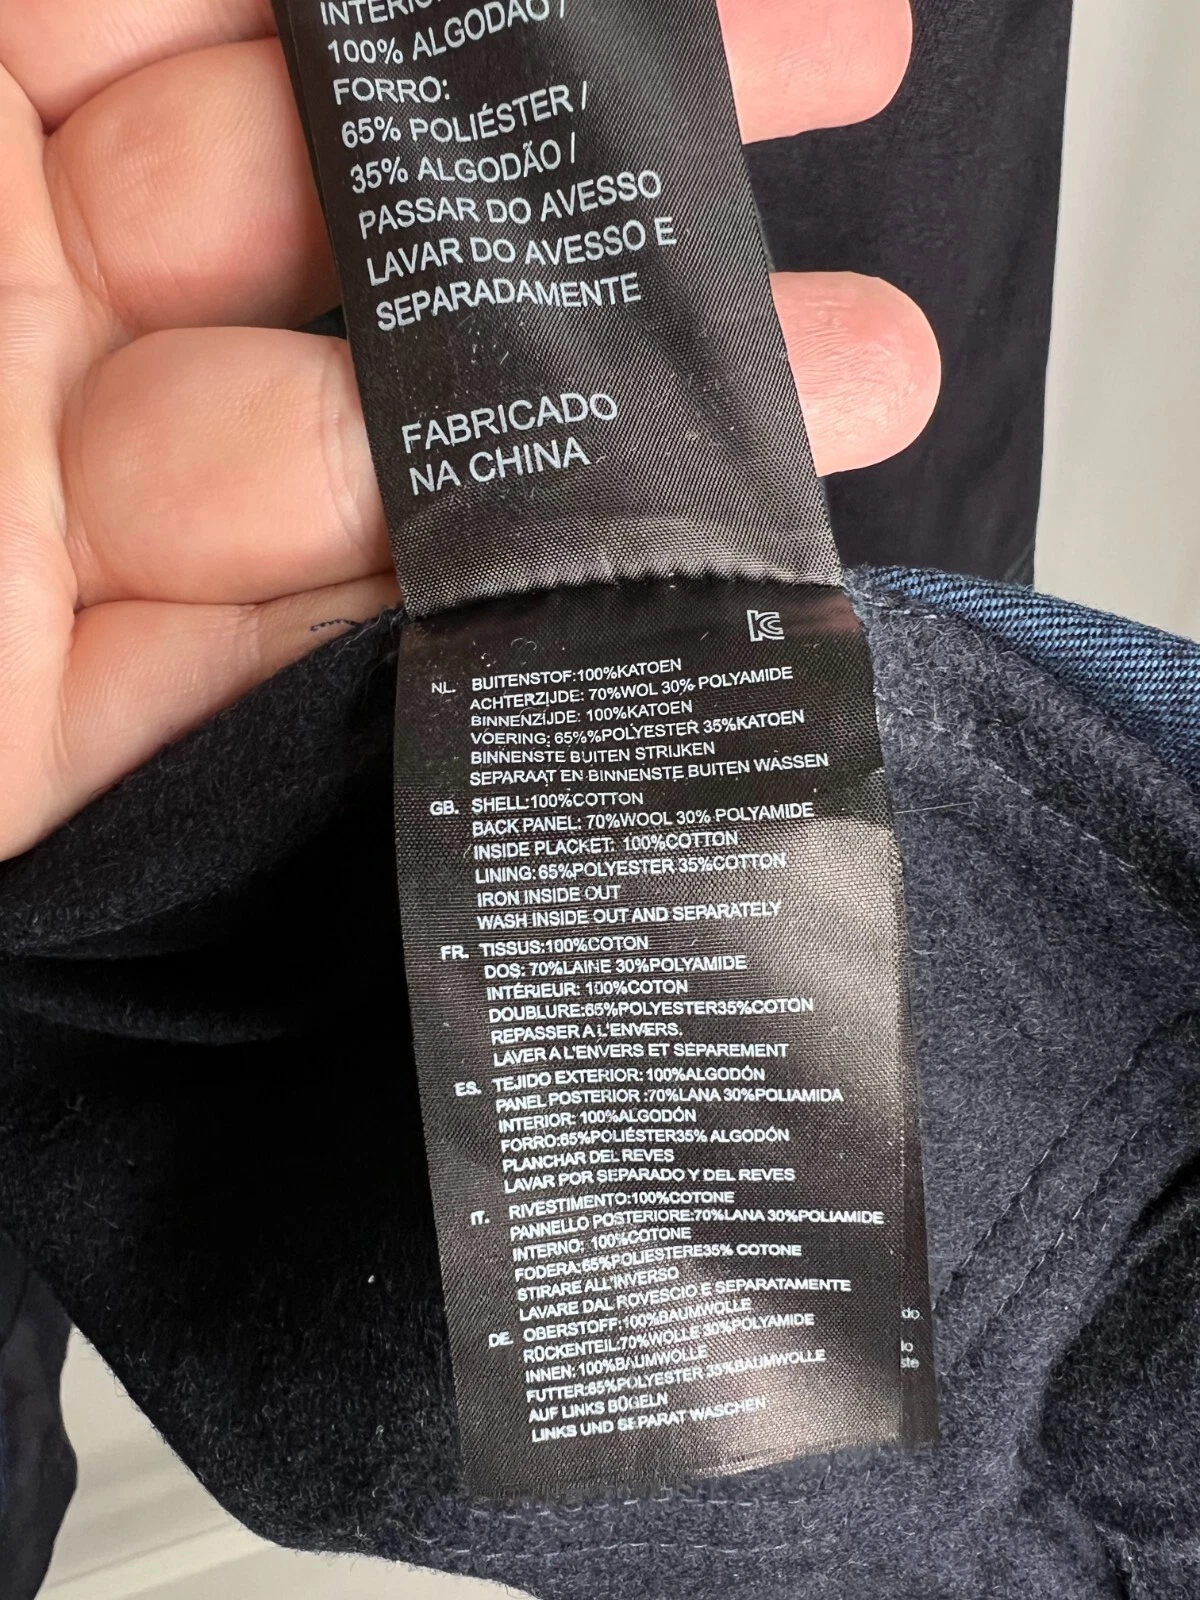 100% ALGODÃO /
FORRO:
65% POLIÉSTER /
35% ALGODÃO /
PASSAR DO AVESSO
LAVAR DO AVESSO E
SEPARADAMENTE
FABRICADO
NA CHINA
NL. BUITENSTOF:100%KATOEN
ACHTERZIJDE: 70%WOL 30% POLYAMIDE
BINNENZIJDE: 100%KATOEN
VOERING: 65%%POLYESTER 35%KATOEN
BINNENSTE BUITEN STRIJKEN
SEPARAAT EN BINNENSTE BUITEN WASSEN
GB. SHELL:100%COTTON
BACK PANEL: 70%WOOL 30% POLYAMIDE
INSIDE PLACKET: 100%COTTON
LINING: 65%POLYESTER 35%COTTON
IRON INSIDE OUT
WASH INSIDE OUT AND SEPARATELY
FR. TISSUS:100%COTON
DOS: 70%LAINE 30%POLYAMIDE
INTÉRIEUR: 100%COTON
DOUBLURE:65%POLYESTER35%COTON
REPASSER A L'ENVERS.
LAVER A L'ENVERS ET SEPAREMENT
ES. TEJIDO EXTERIOR: 100%ALGODÓN
PANEL POSTERIOR :70%LANA 30%POLIAMIDA
INTERIOR: 100%ALGODÓN
FORRO:65%POLIÉSTER35% ALGODÓN
PLANCHAR DEL REVES
LAVAR POR SEPARADO Y DEL REVES
IT. RIVESTIMENTO:100%COTONE
PANNELLO POSTERIORE:70%LANA 30%POLIAMIDE
INTERNO: 100%COTONE
FODERA:65%POLIESTERE35% COTONE
STIRARE ALL'INVERSO
LAVARE DAL ROVESCIO E SEPARATAMENTE
DE. OBERSTOFF:100%BAUMWOLLE
RÜCKENTEIL:70%WOLLE 30%POLYAMIDE
INNEN: 100%BAUMWOLLE
FUTTER:65%POLYESTER 35%BAUMWOLLE
AUF LINKS BÜGELN
LINKS UND SEPARAT WASCHEN